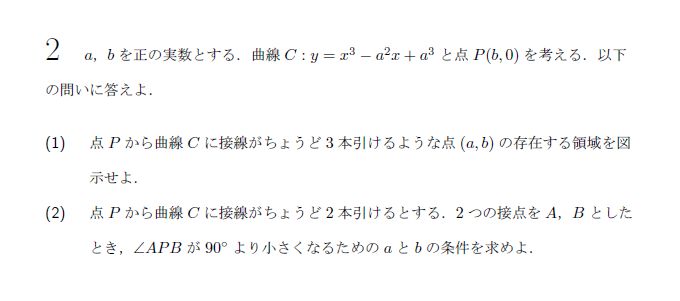 2 a, b を正の実数とする．曲線 C : y = x³ − a²x + a³ と点 P(b, 0) を考える．以下
の問いに答えよ．
(1) 点 P から曲線 C に接線がちょうど 3 本引けるような点 (a, b) の存在する領域を図
示せよ．
(2) 点 P から曲線 C に接線がちょうど 2 本引けるとする．2 つの接点を A，B とした
とき，∠APB が 90° より小さくなるための a と b の条件を求めよ．